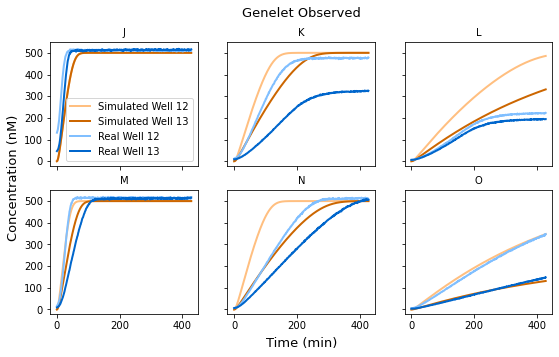 Genelet Observed
J K L
500
400
300
200
100
0
Simulated Well 12
Simulated Well 13
Real Well 12
Real Well 13
Concentration (nM)
M N O
500
400
300
200
100
0
0 200 400 0 200 400 0 200 400
Time (min)